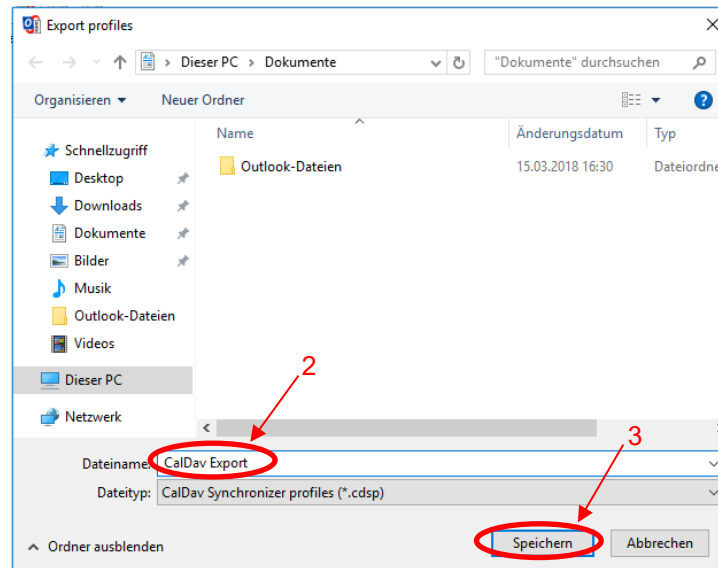 Export profiles
Dieser PC > Dokumente
"Dokumente" durchsuchen
Organisieren
Neuer Ordner
?
Name
Änderungsdatum
Typ
Schnellzugriff
Desktop
Downloads
Dokumente
Bilder
Musik
Outlook-Dateien
Videos
Dieser PC
Netzwerk
Outlook-Dateien
15.03.2018 16:30
Dateiordne
2
3
Dateiname: CalDav Export
Dateityp: CalDav Synchronizer profiles (*.cdsp)
Ordner ausblenden
Speichern
Abbrechen